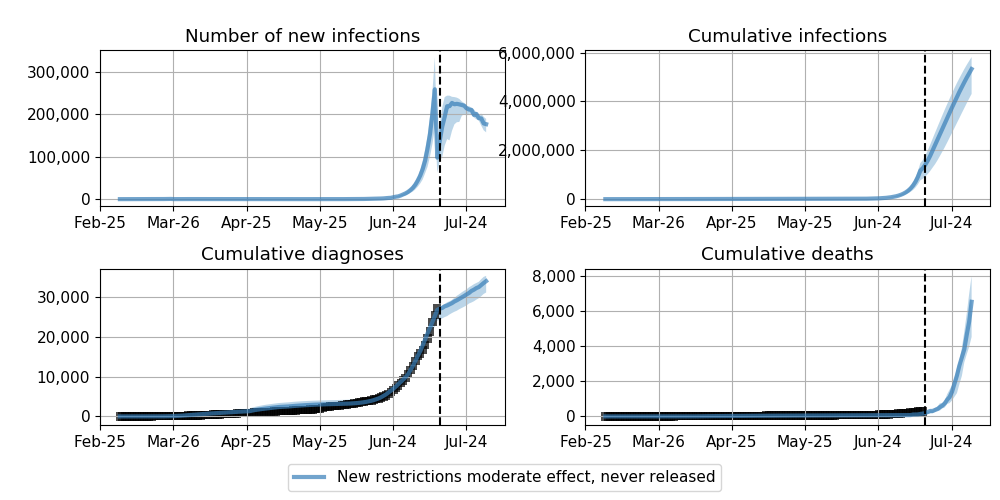 Number of new infections
300,000
200,000
100,000
0
Feb-25 Mar-26 Apr-25 May-25 Jun-24 Jul-24
Cumulative infections
6,000,000
4,000,000
2,000,000
0
Feb-25 Mar-26 Apr-25 May-25 Jun-24 Jul-24
Cumulative diagnoses
30,000
20,000
10,000
0
Feb-25 Mar-26 Apr-25 May-25 Jun-24 Jul-24
Cumulative deaths
8,000
6,000
4,000
2,000
0
Feb-25 Mar-26 Apr-25 May-25 Jun-24 Jul-24
New restrictions moderate effect, never released